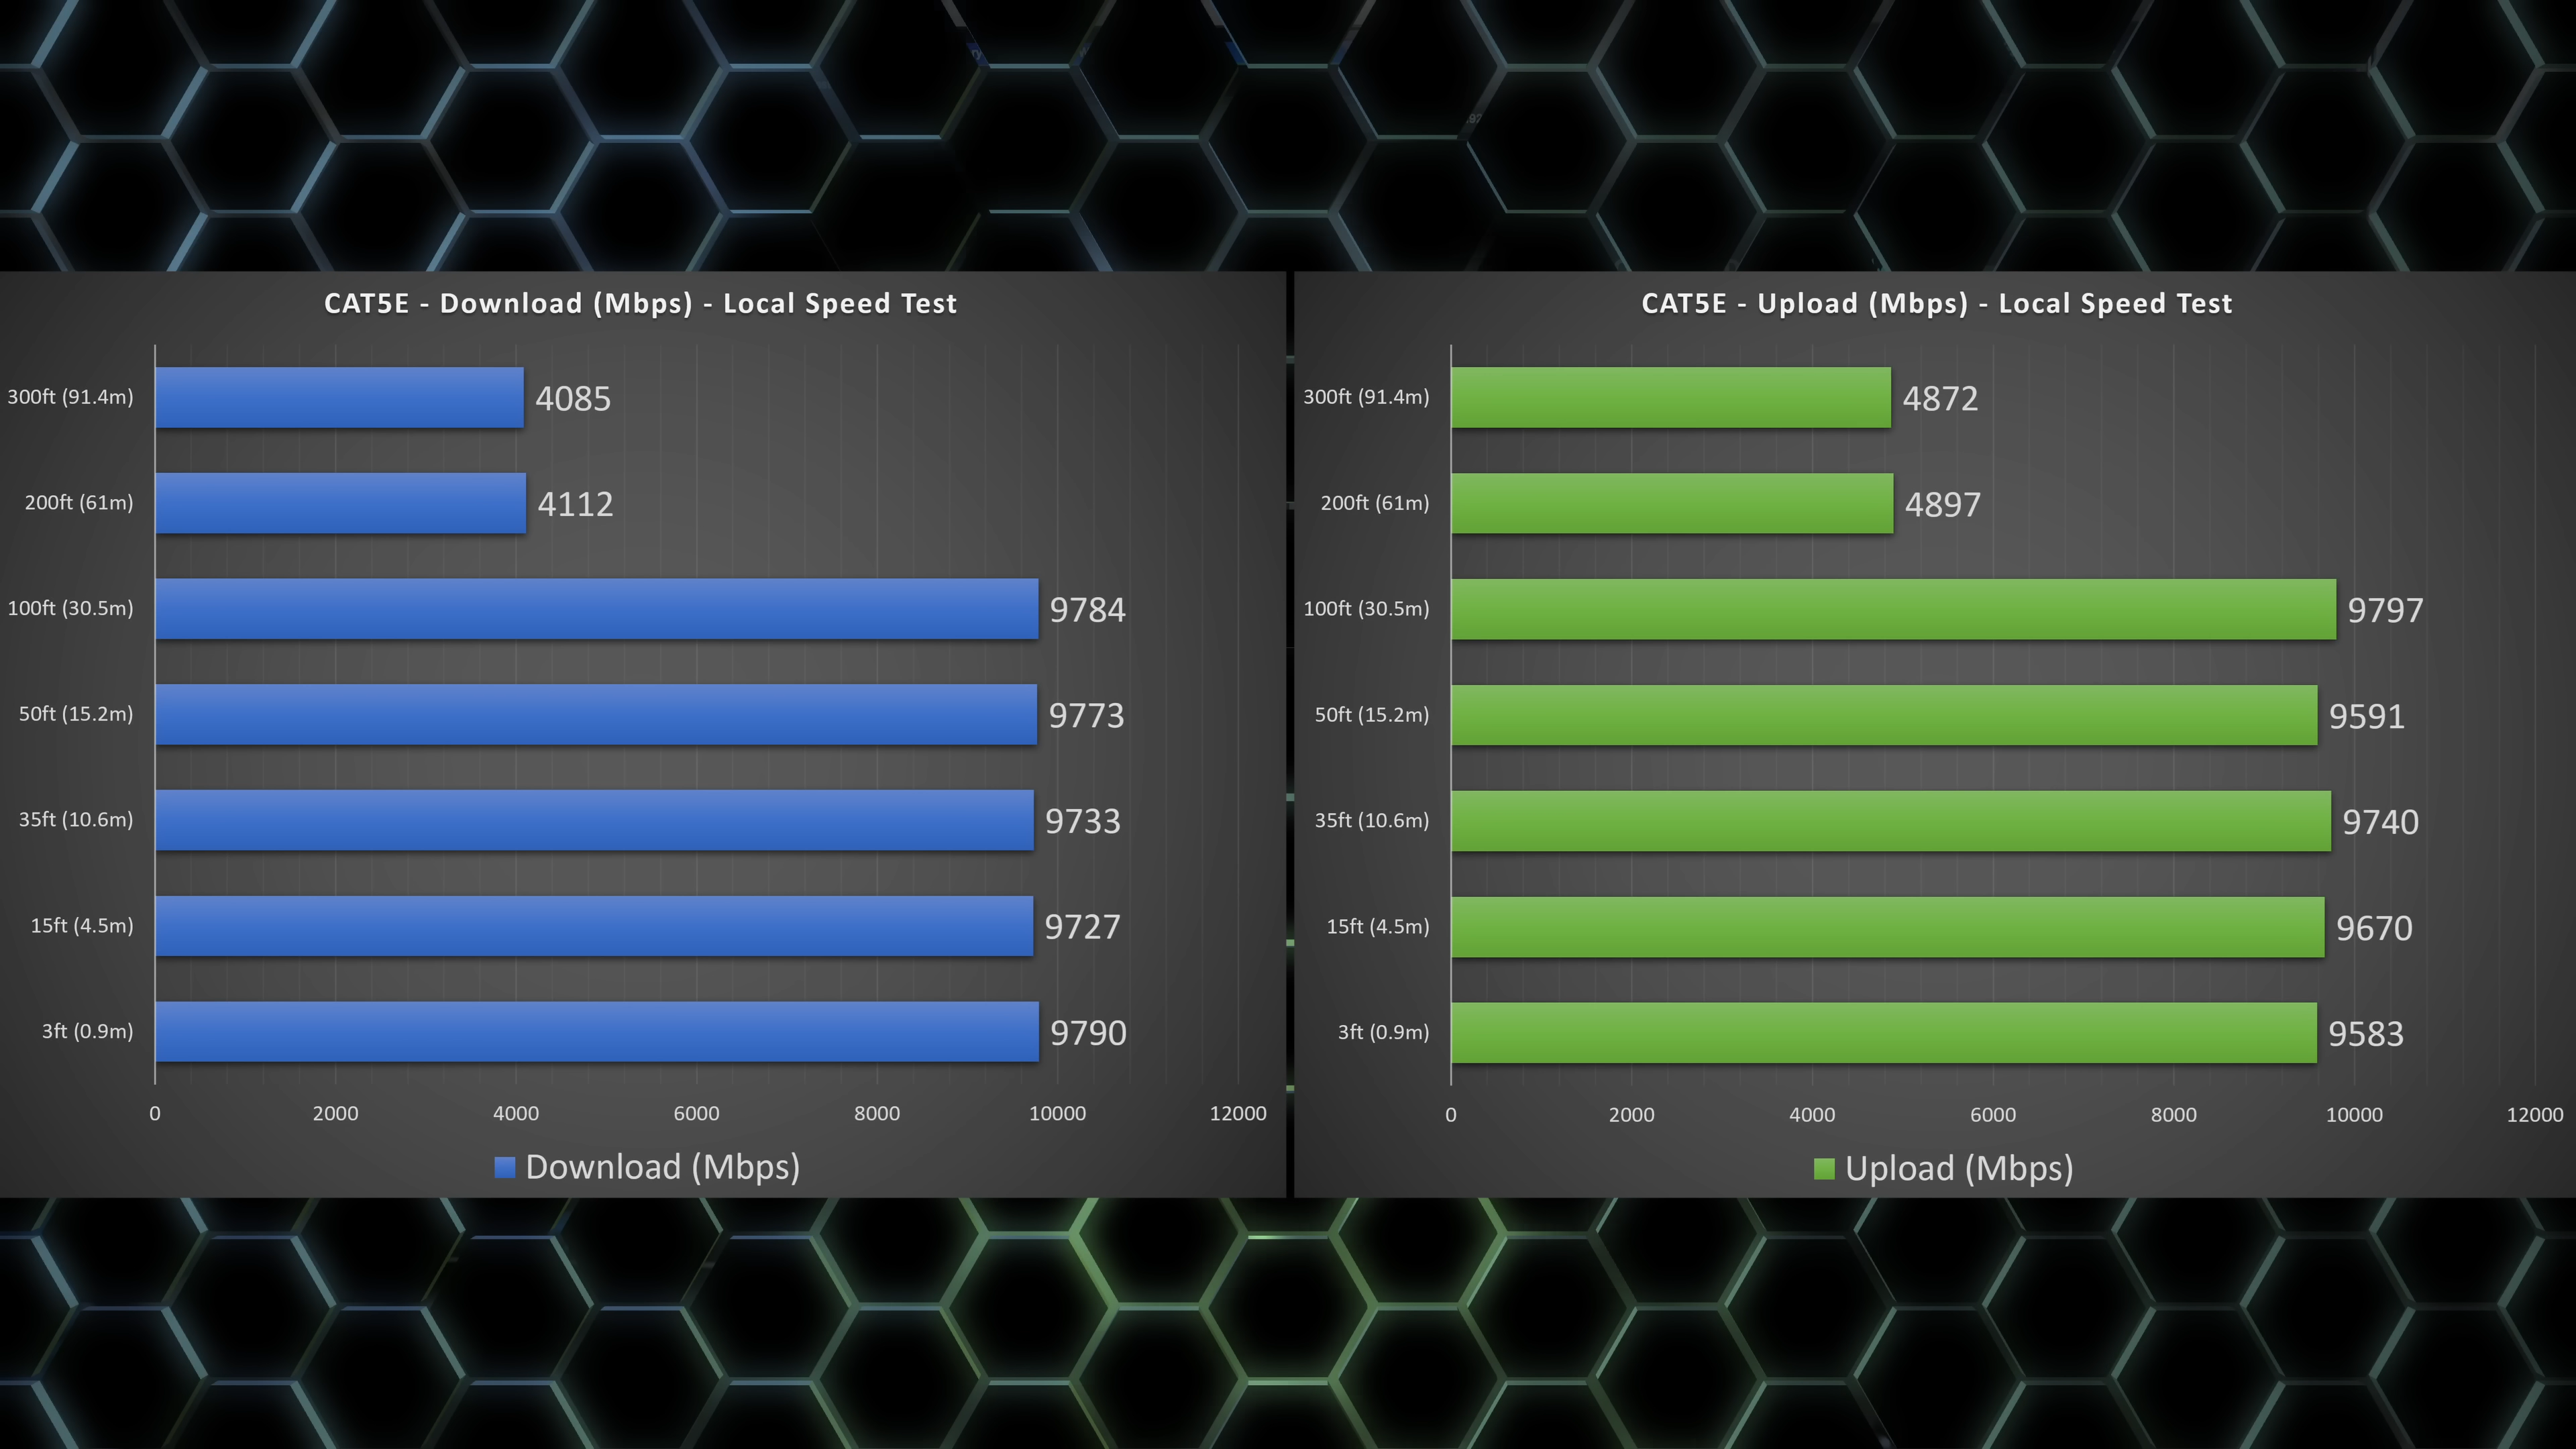 CAT5E - Download (Mbps) - Local Speed Test
300ft (91.4m) 4085
200ft (61m) 4112
100ft (30.5m) 9784
50ft (15.2m) 9773
35ft (10.6m) 9733
15ft (4.5m) 9727
3ft (0.9m) 9790
0 2000 4000 6000 8000 10000 12000
Download (Mbps)
CAT5E - Upload (Mbps) - Local Speed Test
300ft (91.4m) 4872
200ft (61m) 4897
100ft (30.5m) 9797
50ft (15.2m) 9591
35ft (10.6m) 9740
15ft (4.5m) 9670
3ft (0.9m) 9583
0 2000 4000 6000 8000 10000 12000
Upload (Mbps)